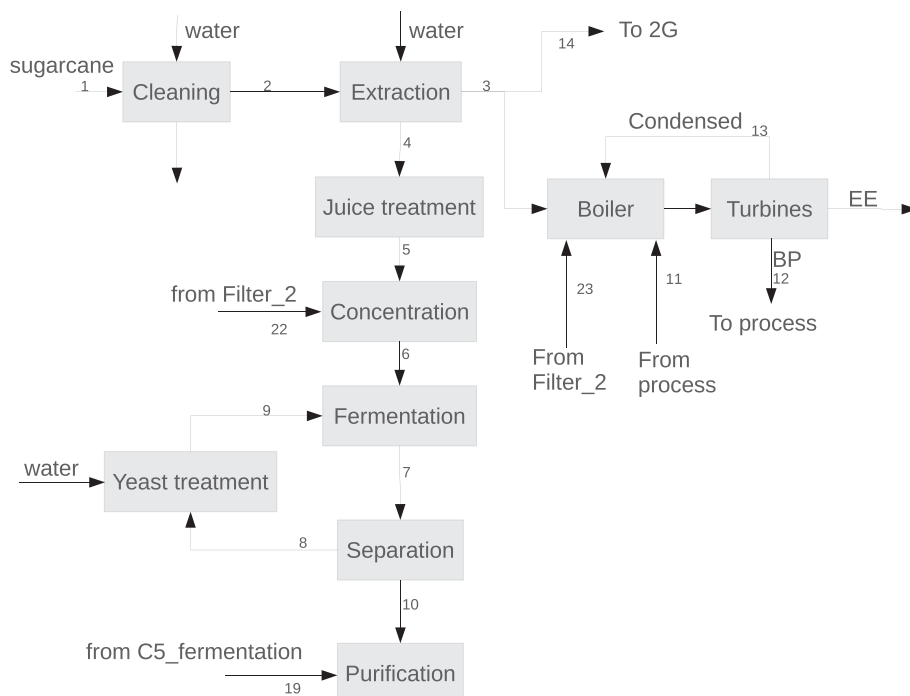 water
water
To 2G
14
sugarcane
1
Cleaning
2
Extraction
3
4
Condensed
13
Juice treatment
Boiler
Turbines
EE
5
BP
12
from Filter_2
22
Concentration
23
11
To process
6
From
Filter_2
From
process
9
Fermentation
water
Yeast treatment
7
8
Separation
10
from C5_fermentation
19
Purification